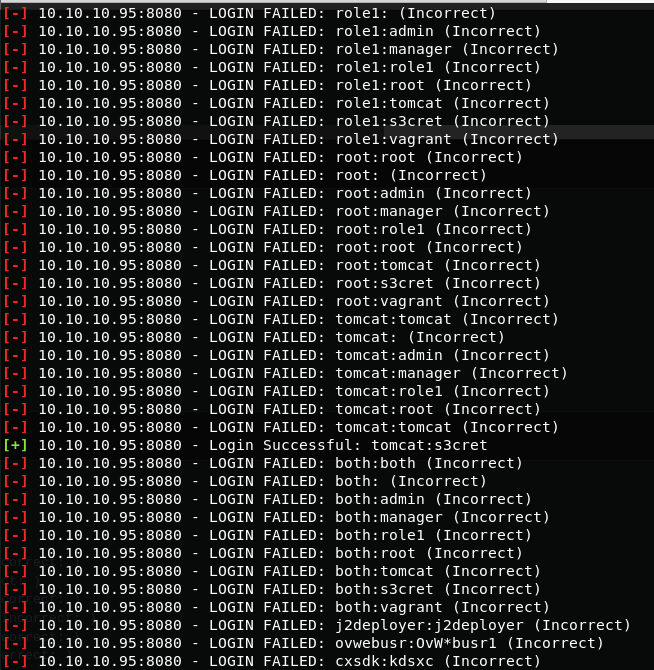 [-] 10.10.10.95:8080 - LOGIN FAILED: role1: (Incorrect)
[-] 10.10.10.95:8080 - LOGIN FAILED: role1:admin (Incorrect)
[-] 10.10.10.95:8080 - LOGIN FAILED: role1:manager (Incorrect)
[-] 10.10.10.95:8080 - LOGIN FAILED: role1:role1 (Incorrect)
[-] 10.10.10.95:8080 - LOGIN FAILED: role1:root (Incorrect)
[-] 10.10.10.95:8080 - LOGIN FAILED: role1:tomcat (Incorrect)
[-] 10.10.10.95:8080 - LOGIN FAILED: role1:s3cret (Incorrect)
[-] 10.10.10.95:8080 - LOGIN FAILED: role1:vagrant (Incorrect)
[-] 10.10.10.95:8080 - LOGIN FAILED: root:root (Incorrect)
[-] 10.10.10.95:8080 - LOGIN FAILED: root: (Incorrect)
[-] 10.10.10.95:8080 - LOGIN FAILED: root:admin (Incorrect)
[-] 10.10.10.95:8080 - LOGIN FAILED: root:manager (Incorrect)
[-] 10.10.10.95:8080 - LOGIN FAILED: root:role1 (Incorrect)
[-] 10.10.10.95:8080 - LOGIN FAILED: root:root (Incorrect)
[-] 10.10.10.95:8080 - LOGIN FAILED: root:tomcat (Incorrect)
[-] 10.10.10.95:8080 - LOGIN FAILED: root:s3cret (Incorrect)
[-] 10.10.10.95:8080 - LOGIN FAILED: root:vagrant (Incorrect)
[-] 10.10.10.95:8080 - LOGIN FAILED: tomcat:tomcat (Incorrect)
[-] 10.10.10.95:8080 - LOGIN FAILED: tomcat: (Incorrect)
[-] 10.10.10.95:8080 - LOGIN FAILED: tomcat:admin (Incorrect)
[-] 10.10.10.95:8080 - LOGIN FAILED: tomcat:manager (Incorrect)
[-] 10.10.10.95:8080 - LOGIN FAILED: tomcat:role1 (Incorrect)
[-] 10.10.10.95:8080 - LOGIN FAILED: tomcat:root (Incorrect)
[-] 10.10.10.95:8080 - LOGIN FAILED: tomcat:tomcat (Incorrect)
[+] 10.10.10.95:8080 - Login Successful: tomcat:s3cret
[-] 10.10.10.95:8080 - LOGIN FAILED: both:both (Incorrect)
[-] 10.10.10.95:8080 - LOGIN FAILED: both: (Incorrect)
[-] 10.10.10.95:8080 - LOGIN FAILED: both:admin (Incorrect)
[-] 10.10.10.95:8080 - LOGIN FAILED: both:manager (Incorrect)
[-] 10.10.10.95:8080 - LOGIN FAILED: both:role1 (Incorrect)
[-] 10.10.10.95:8080 - LOGIN FAILED: both:root (Incorrect)
[-] 10.10.10.95:8080 - LOGIN FAILED: both:tomcat (Incorrect)
[-] 10.10.10.95:8080 - LOGIN FAILED: both:s3cret (Incorrect)
[-] 10.10.10.95:8080 - LOGIN FAILED: both:vagrant (Incorrect)
[-] 10.10.10.95:8080 - LOGIN FAILED: j2deployer:j2deployer (Incorrect)
[-] 10.10.10.95:8080 - LOGIN FAILED: ovwebusr:OvW*busr1 (Incorrect)
[-] 10.10.10.95:8080 - LOGIN FAILED: cxsdk:kdsxc (Incorrect)